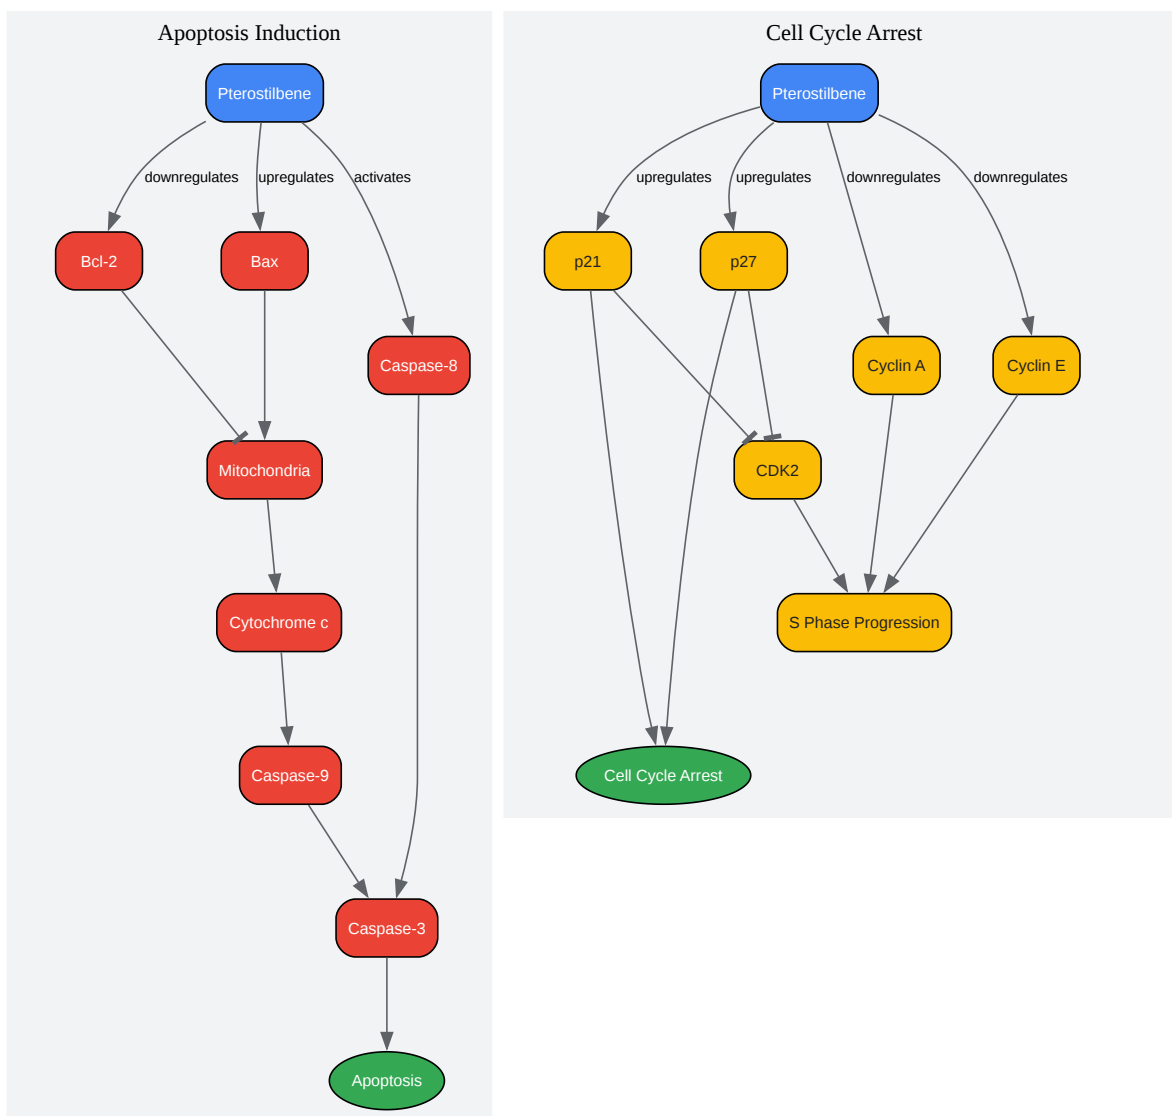 Apoptosis Induction
Pterostilbene
downregulates
upregulates
activates
Bcl-2
Bax
Caspase-8
Mitochondria
Cytochrome c
Caspase-9
Caspase-3
Apoptosis
Cell Cycle Arrest
Pterostilbene
upregulates
upregulates
downregulates
downregulates
p21
p27
Cyclin A
Cyclin E
CDK2
S Phase Progression
Cell Cycle Arrest